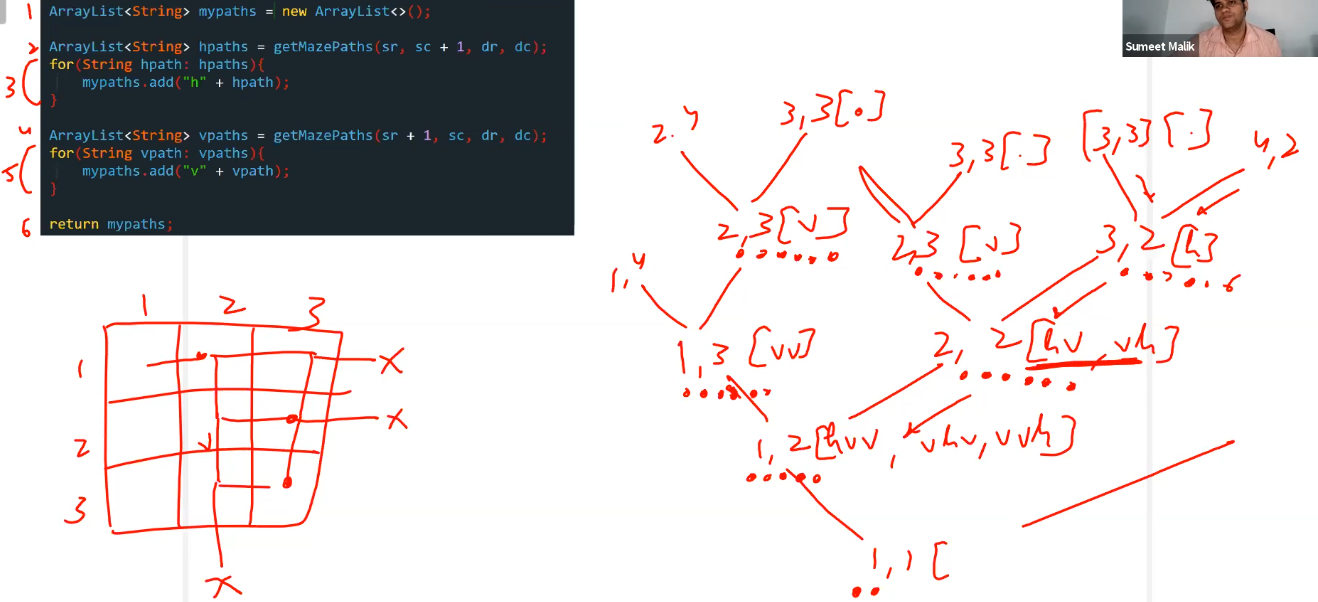 1 ArrayList<String> mypaths = new ArrayList<>();
2 ArrayList<String> hpaths = getMazePaths(sr, sc + 1, dr, dc);
for(String hpath: hpaths){
3 mypaths.add("h" + hpath);
}
4 ArrayList<String> vpaths = getMazePaths(sr + 1, sc, dr, dc);
for(String vpath: vpaths){
5 mypaths.add("v" + vpath);
}
6 return mypaths;
Sumeet Malik
2,4
3,3[.]
3,3[.]
[3,3][.]
4,2
2,3[v]
2,3[v]
3,2[h]
6
1,4
1,3[vv]
2,2[hv,vh]
1,2[hvv,vhv,vvh]
1,1[
1 2 3
1 x
x
2 v
3
x